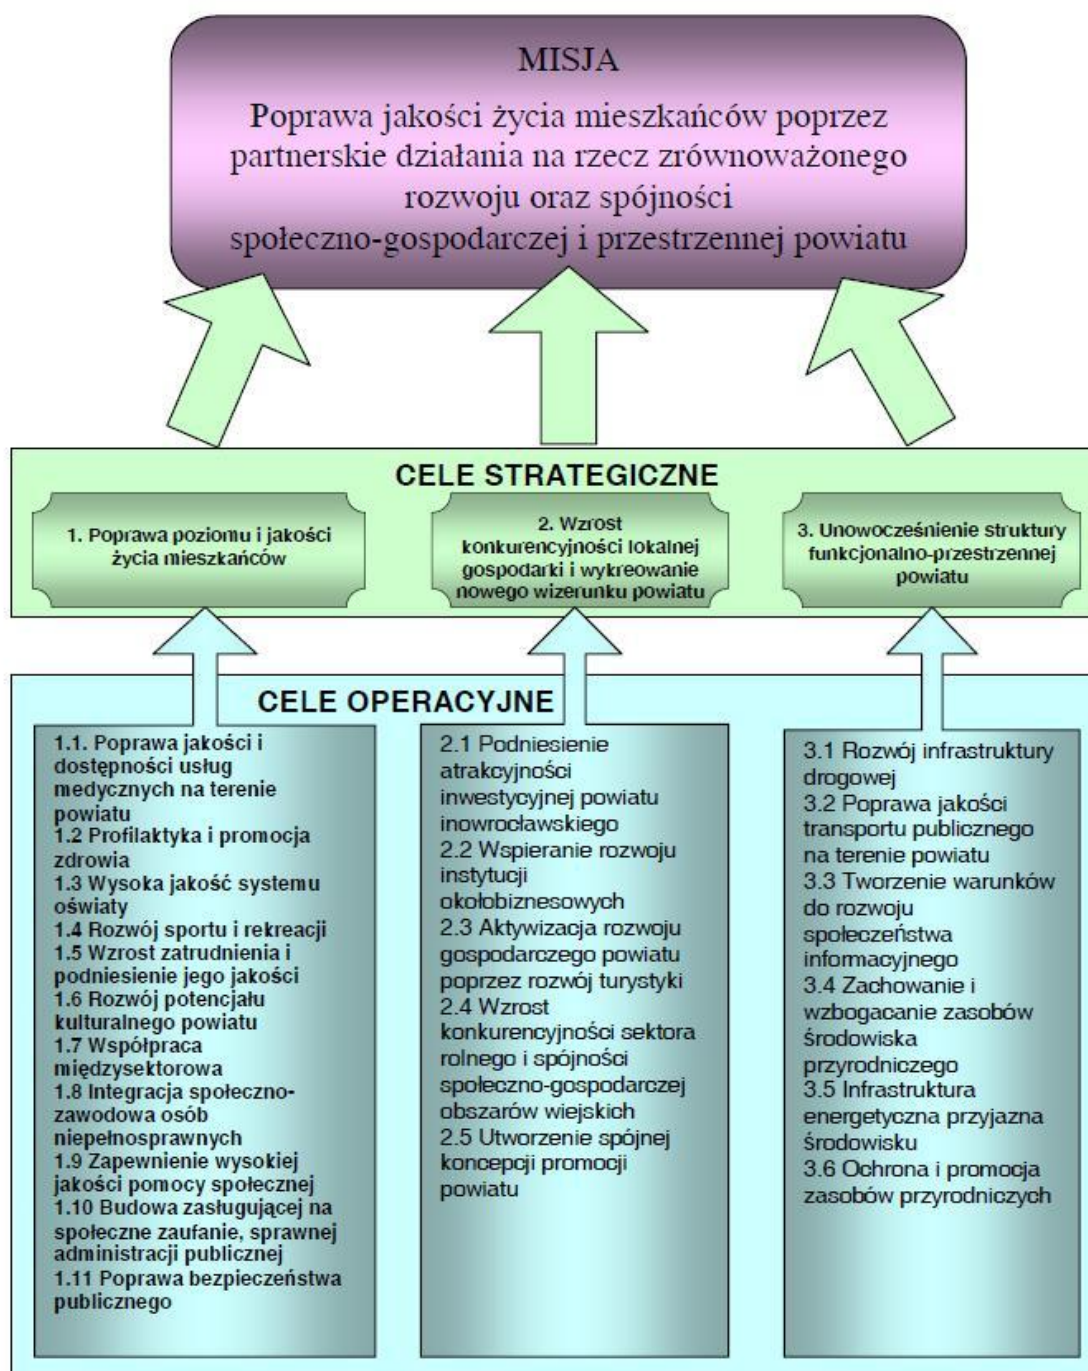 MISJA
Poprawa jakości życia mieszkańców poprzez
partnerskie działania na rzecz zrównoważonego
rozwoju oraz spójności
społeczno-gospodarczej i przestrzennej powiatu
CELE STRATEGICZNE
1. Poprawa poziomu i jakości
życia mieszkańców
2. Wzrost
konkurencyjności lokalnej
gospodarki i wykreowanie
nowego wizerunku powiatu
3. Unowocześnienie struktury
funkcjonalno-przestrzennej
powiatu
CELE OPERACYJNE
1.1. Poprawa jakości i
dostępności usług
medycznych na terenie
powiatu
1.2 Profilaktyka i promocja
zdrowia
1.3 Wysoka jakość systemu
oświaty
1.4 Rozwój sportu i rekreacji
1.5 Wzrost zatrudnienia i
podniesienie jego jakości
1.6 Rozwój potencjału
kulturalnego powiatu
1.7 Współpraca
międzysektorowa
1.8 Integracja społeczno-
zawodowa osób
niepełnosprawnych
1.9 Zapewnienie wysokiej
jakości pomocy społecznej
1.10 Budowa zasługującej na
społeczne zaufanie, sprawnej
administracji publicznej
1.11 Poprawa bezpieczeństwa
publicznego
2.1 Podniesienie
atrakcyjności
inwestycyjnej powiatu
inowrocławskiego
2.2 Wspieranie rozwoju
instytucji
okołobiznesowych
2.3 Aktywizacja rozwoju
gospodarczego powiatu
poprzez rozwój turystyki
2.4 Wzrost
konkurencyjności sektora
rolnego i spójności
społeczno-gospodarczej
obszarów wiejskich
2.5 Utworzenie spójnej
koncepcji promocji
powiatu
3.1 Rozwój infrastruktury
drogowej
3.2 Poprawa jakości
transportu publicznego
na terenie powiatu
3.3 Tworzenie warunków
do rozwoju
społeczeństwa
informacyjnego
3.4 Zachowanie i
wzbogacanie zasobów
środowiska
przyrodniczego
3.5 Infrastruktura
energetyczna przyjazna
środowisku
3.6 Ochrona i promocja
zasobów przyrodniczych